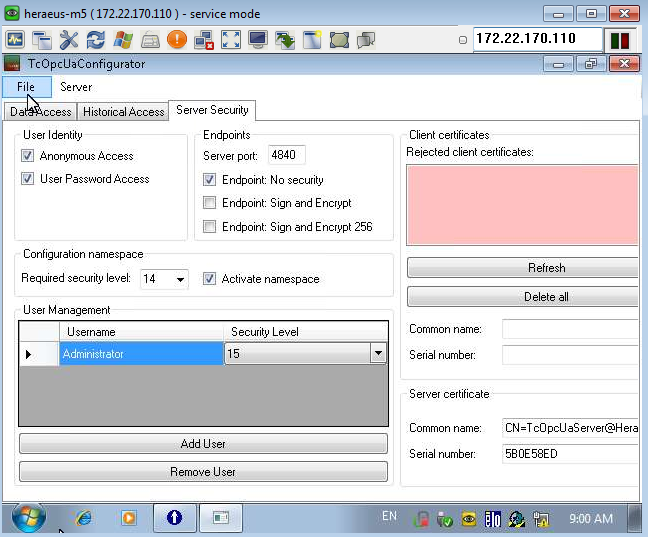 heraeus-m5 ( 172.22.170.110 ) - service mode
172.22.170.110
TcOpcUaConfigurator
File Server
Data Access Historical Access Server Security
User Identity
Anonymous Access
User Password Access
Endpoints
Server port: 4840
Endpoint: No security
Endpoint: Sign and Encrypt
Endpoint: Sign and Encrypt 256
Configuration namespace
Required security level: 14 Activate namespace
User Management
Username Security Level
Administrator 15
Add User
Remove User
Client certificates
Rejected client certificates:
Refresh
Delete all
Common name:
Serial number:
Server certificate
Common name: CN=TcOpcUaServer@Hera
Serial number: 5B0E58ED
EN 9:00 AM